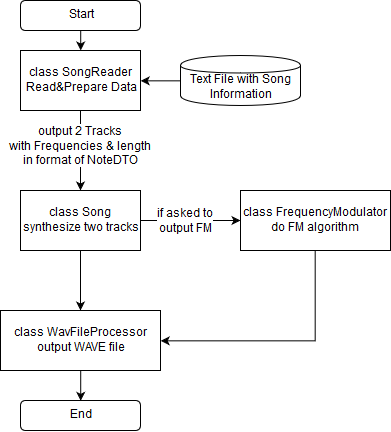 Start
class SongReader
Read&Prepare Data
Text File with Song
Information
output 2 Tracks
with Frequencies & length
in format of NoteDTO
class Song
synthesize two tracks
if asked to
output FM
class FrequencyModulator
do FM algorithm
class WavFileProcessor
output WAVE file
End